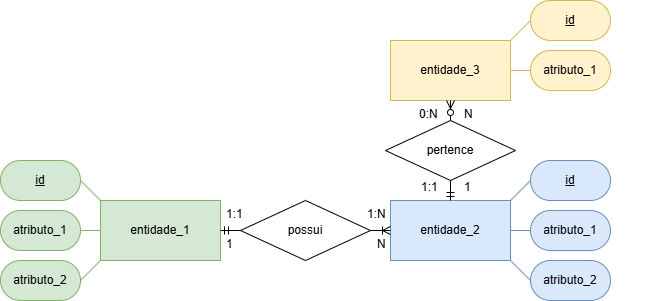 id
entidade_3
atributo_1
0:N
N
pertence
id
1:1
1
id
1:1
1:N
atributo_1
entidade_1
possui
entidade_2
atributo_1
1
N
atributo_2
atributo_2